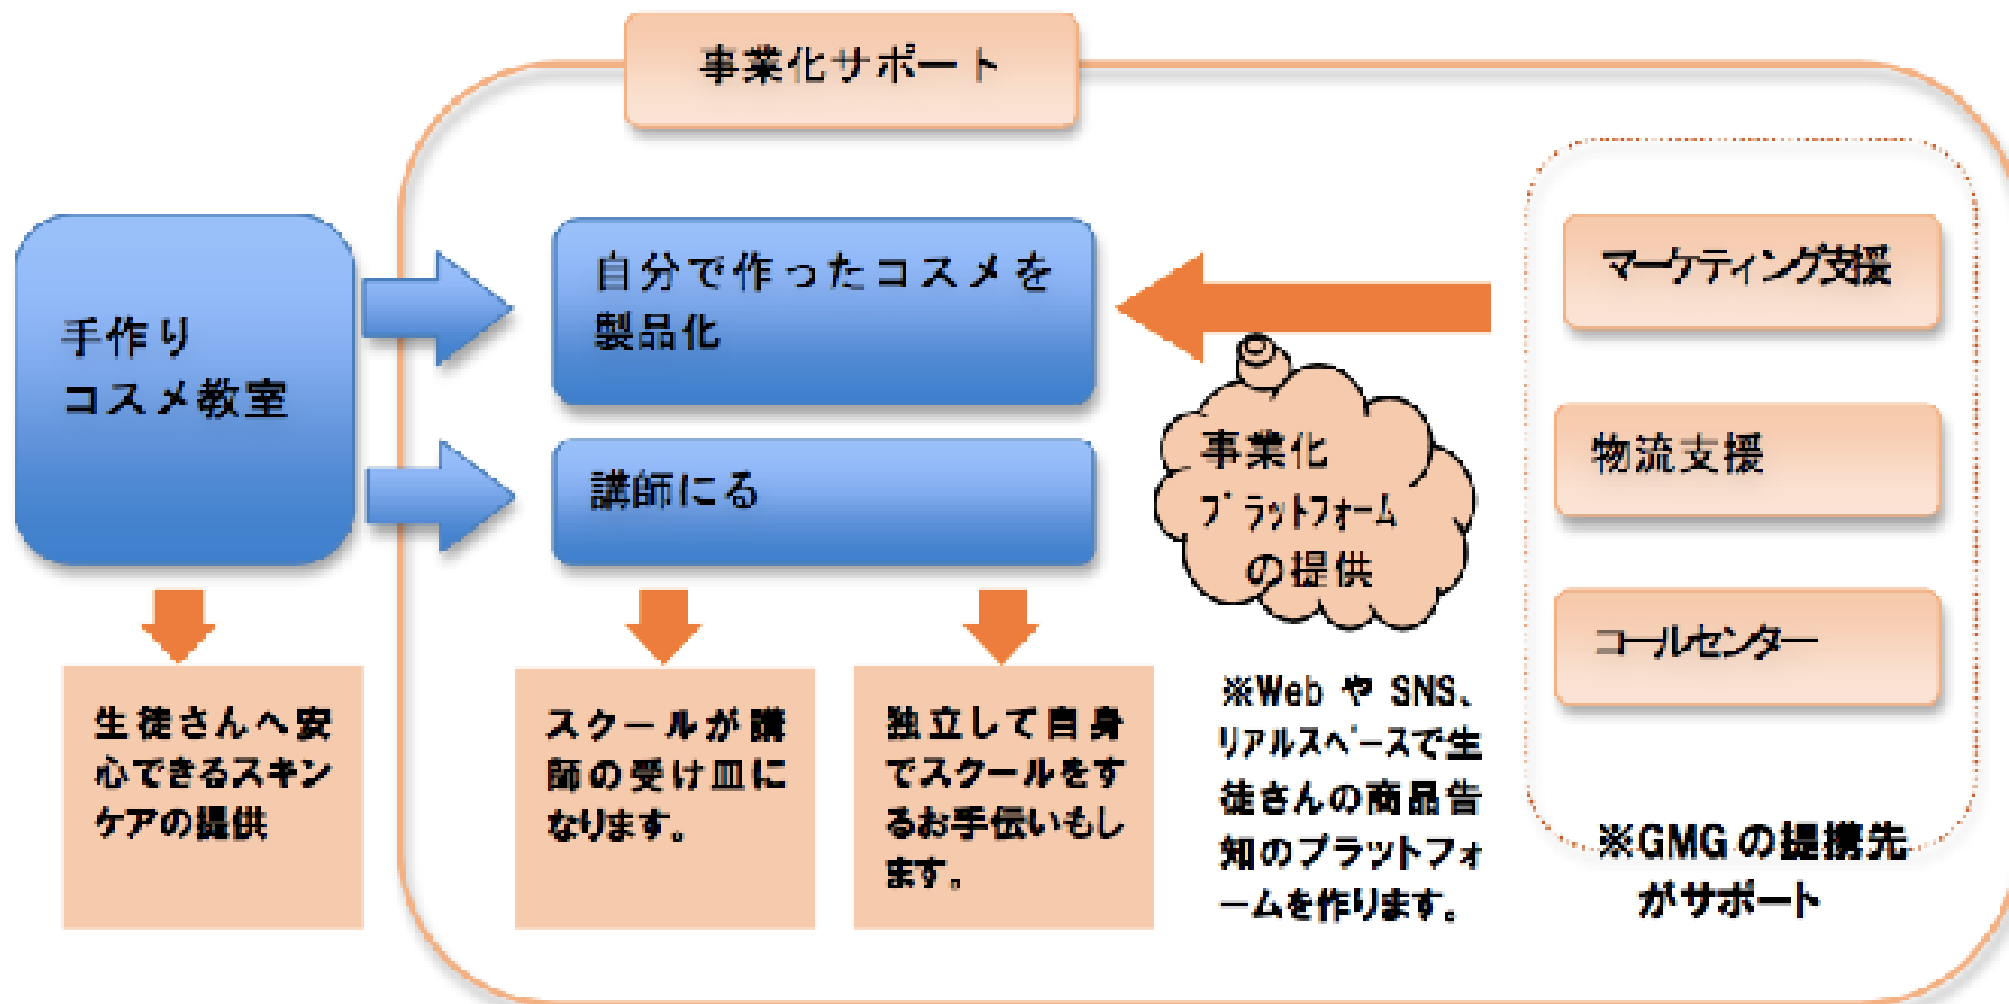 事業化サポート
手作り
コスメ教室
自分で作ったコスメを
製品化
講師にる
事業化
プラットフォーム
の提供
マーケティング支援
物流支援
コールセンター
生徒さんへ安
心できるスキン
ケアの提供
スクールが講
師の受け皿に
なります。
独立して自身
でスクールをす
るお手伝いもし
ます。
※Web や SNS、
リアルスペースで生
徒さんの商品告
知のプラットフォ
ームを作ります。
※GMG の提携先
がサポート